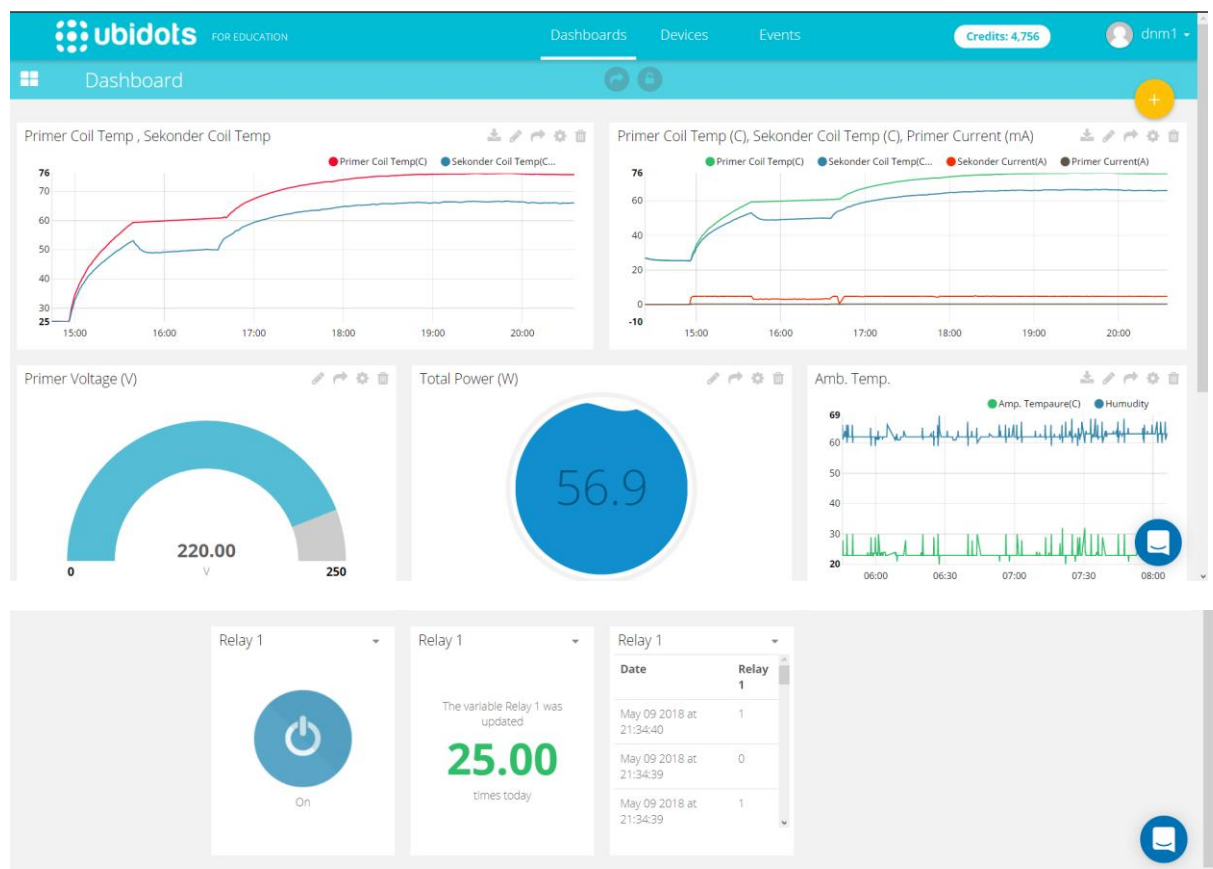 ubidots FOR EDUCATION Dashboards Devices Events Credits: 4,756 dnm1
Dashboard
+
Primer Coil Temp , Sekonder Coil Temp
Primer Coil Temp(C) Sekonder Coil Temp(C...
76
70
60
50
40
30
25
15:00 16:00 17:00 18:00 19:00 20:00
Primer Coil Temp (C), Sekonder Coil Temp (C), Primer Current (mA)
Primer Coil Temp(C) Sekonder Coil Temp(C... Sekonder Current(A) Primer Current(A)
76
60
40
20
0
-10
15:00 16:00 17:00 18:00 19:00 20:00
Primer Voltage (V)
220.00
V
0 250
Total Power (W)
56.9
Amb. Temp.
Amp. Tempaure(C) Humudity
69
60
50
40
30
20
06:00 06:30 07:00 07:30 08:00
Relay 1
On
Relay 1
The variable Relay 1 was
updated
25.00
times today
Relay 1
Date Relay
1
May 09 2018 at 1
21:34:40
May 09 2018 at 0
21:34:39
May 09 2018 at 1
21:34:39